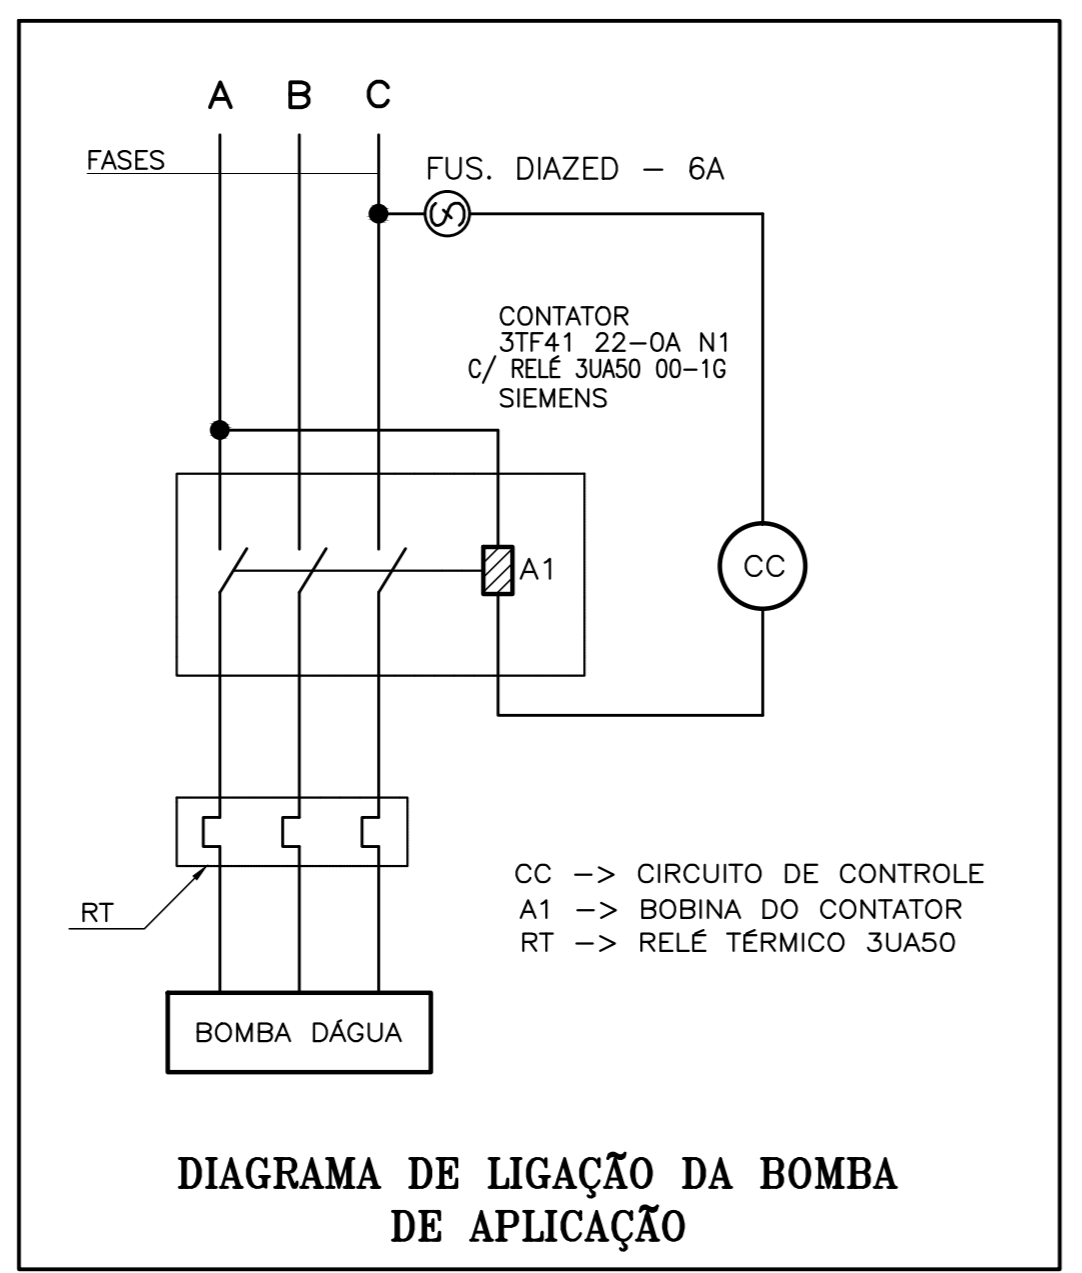 A B C
FASES
FUS. DIAZED - 6A
CONTATOR
3TF41 22-0A N1
C/ RELÉ 3UA50 00-1G
SIEMENS
A1
CC
RT
CC -> CIRCUITO DE CONTROLE
A1 -> BOBINA DO CONTATOR
RT -> RELÉ TÉRMICO 3UA50
BOMBA DÁGUA
DIAGRAMA DE LIGAÇÃO DA BOMBA
DE APLICAÇÃO